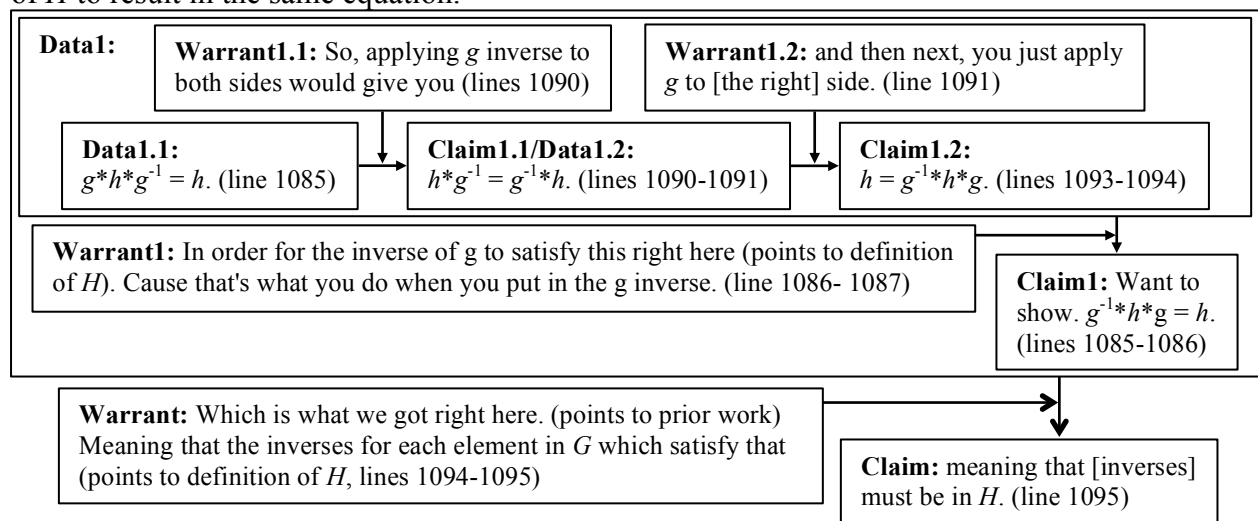 of H to result in the same equation.
Data1:
Warrant1.1: So, applying g inverse to
both sides would give you (lines 1090)
Warrant1.2: and then next, you just apply
g to [the right] side. (line 1091)
Data1.1:
g*h*g⁻¹ = h. (line 1085)
Claim1.1/Data1.2:
h*g⁻¹ = g⁻¹*h. (lines 1090-1091)
Claim1.2:
h = g⁻¹*h*g. (lines 1093-1094)
Warrant1: In order for the inverse of g to satisfy this right here (points to definition
of H). Cause that's what you do when you put in the g inverse. (line 1086- 1087)
Claim1: Want to
show. g⁻¹*h*g = h.
(lines 1085-1086)
Warrant: Which is what we got right here. (points to prior work)
Meaning that the inverses for each element in G which satisfy that
(points to definition of H, lines 1094-1095)
Claim: meaning that [inverses]
must be in H. (line 1095)